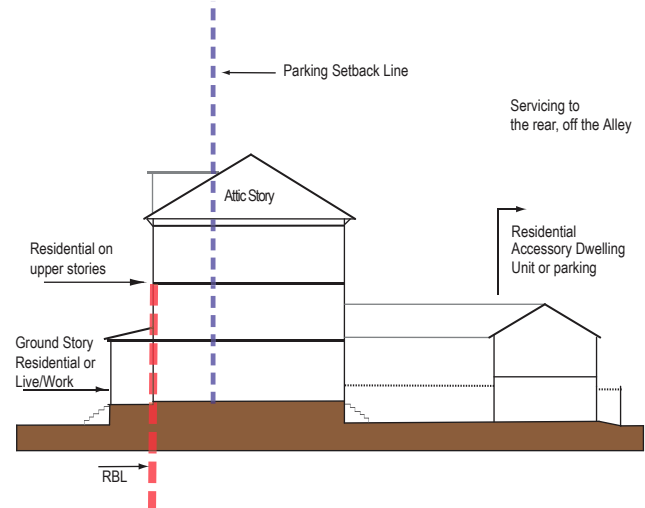 Parking Setback Line
Servicing to
the rear, off the Alley
Attic Story
Residential
Accessory Dwelling
Unit or parking
Residential on
upper stories
Ground Story
Residential or
Live/Work
RBL